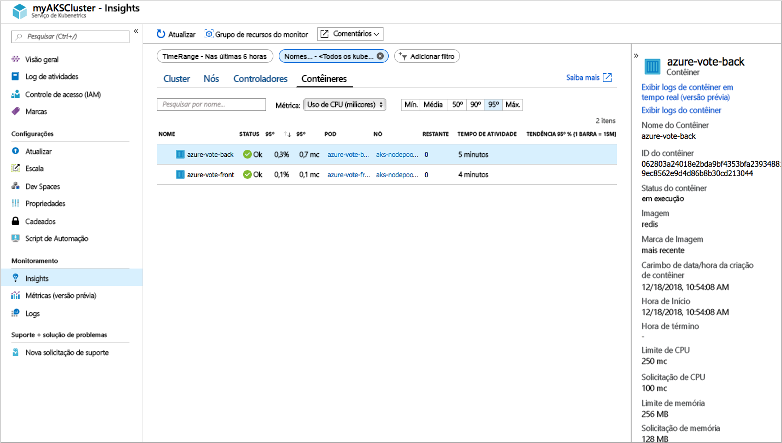 myAKSCluster - Insights
Serviço de Kubenetrics
Pesquisar (Ctrl+/)
«
Visão geral
Log de atividades
Controle de acesso (IAM)
Marcas
Configurações
Atualizar
Escala
Dev Spaces
Propriedades
Cadeados
Script de Automação
Monitoramento
Insights
Métricas (versão prévia)
Logs
Suporte + solução de problemas
Nova solicitação de suporte
Atualizar Grupo de recursos do monitor Comentários
TimeRange - Nas últimas 6 horas Nomes... - <Todos os kube... Adicionar filtro
Cluster Nós Controladores Contêineres Saiba mais
Pesquisar por nome... Métrica: Uso de CPU (milicores) Mín. Média 50º 90º 95º Máx.
2 itens
NOME STATUS 95º ↑↓ 95º POD NÓ RESTANTE TEMPO DE ATIVIDADE TENDÊNCIA 95º % (1 BARRA = 15M)
azure-vote-back Ok 0,3% 0,7 mc azure-vote-b... aks-nodepoo... 0 5 minutos
azure-vote-front Ok 0,1% 0,1 mc azure-vote-fr... aks-nodepoo... 0 4 minutos
»
azure-vote-back
Contêiner
Exibir logs de contêiner em
tempo real (versão prévia)
Exibir logs do contêiner
Nome do Contêiner
azure-vote-back
ID do contêiner
062803a24018e2bda9bf4353bfa2393488
9ec8562e9d4d86b8b30cd213044
Status do contêiner
em execução
Imagem
redis
Marca de Imagem
mais recente
Carimbo de data/hora da criação
de contêiner
12/18/2018, 10:54:08 AM
Hora de Início
12/18/2018, 10:54:08 AM
Hora de término
-
Limite de CPU
250 mc
Solicitação de CPU
100 mc
Limite de memória
256 MB
Solicitação de memória
128 MB